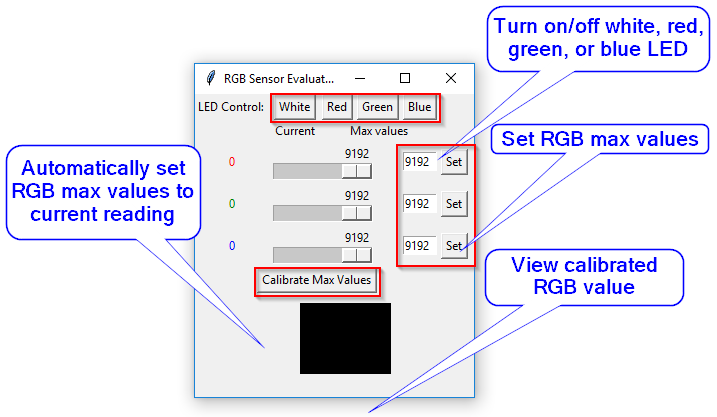 Turn on/off white, red,
green, or blue LED
RGB Sensor Evaluat...
LED Control: White Red Green Blue
Current Max values
Set RGB max values
9192
0 9192 Set
Automatically set
RGB max values to
current reading
9192
0 9192 Set
9192
0 9192 Set
View calibrated
RGB value
Calibrate Max Values